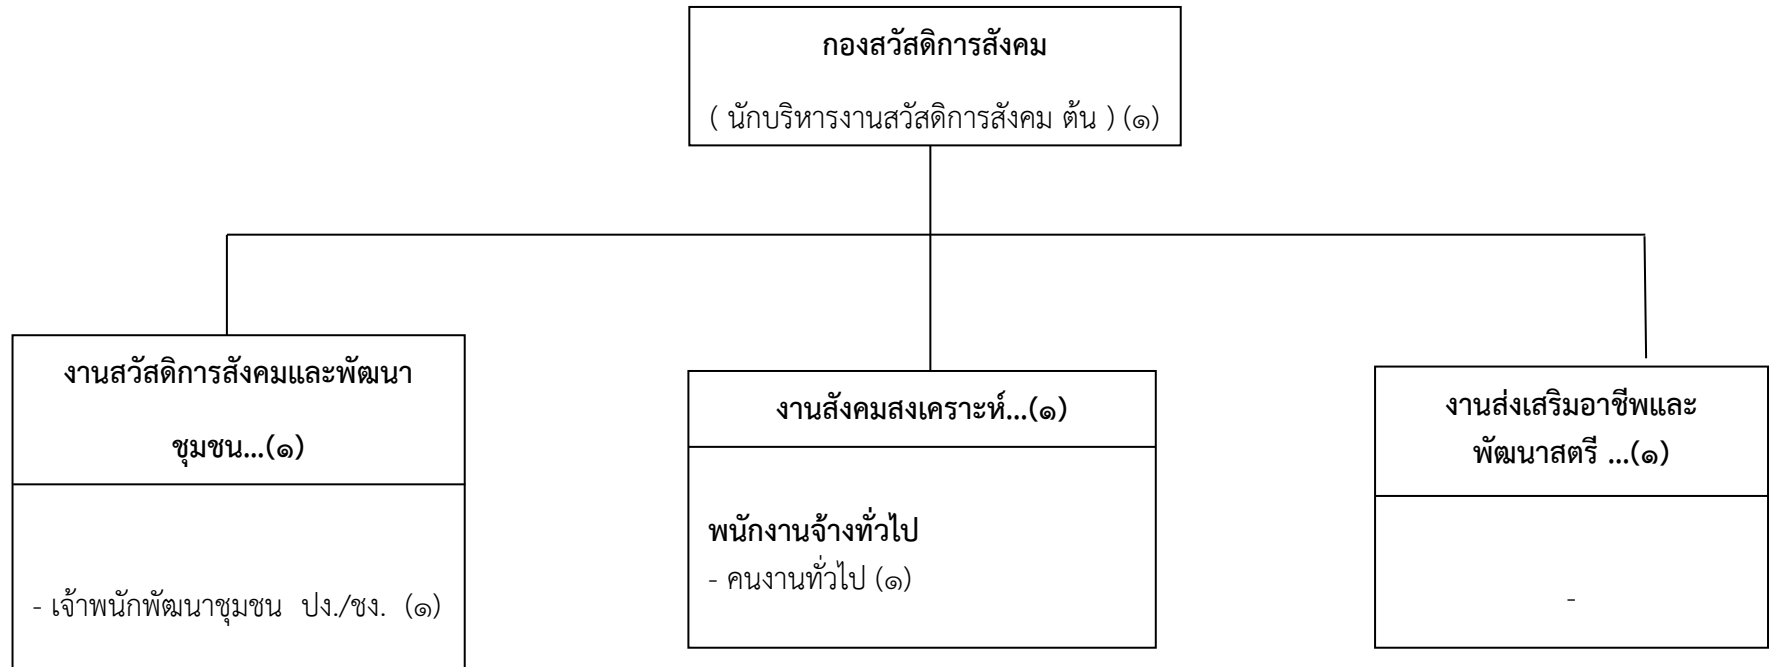 กองสวัสดิการสังคม
( นักบริหารงานสวัสดิการสังคม ต้น ) (๑)
งานสวัสดิการสังคมและพัฒนา
ชุมชน...(๑)
- เจ้าพนักพัฒนาชุมชน ปง./ชง. (๑)
งานสังคมสงเคราะห์...(๑)
พนักงานจ้างทั่วไป
- คนงานทั่วไป (๑)
งานส่งเสริมอาชีพและ
พัฒนาสตรี ...(๑)
-